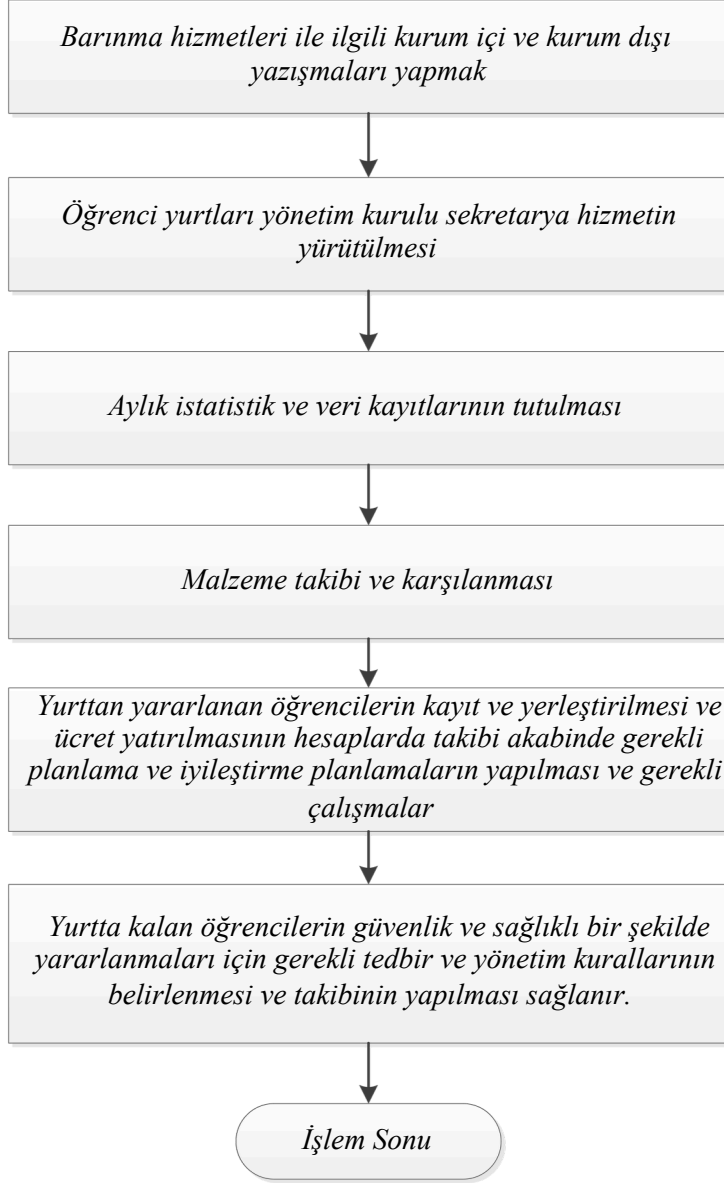 Barınma hizmetleri ile ilgili kurum içi ve kurum dışı
yazışmaları yapmak
Öğrenci yurtları yönetim kurulu sekretarya hizmetin
yürütülmesi
Aylık istatistik ve veri kayıtlarının tutulması
Malzeme takibi ve karşılanması
Yurttan yararlanan öğrencilerin kayıt ve yerleştirilmesi ve
ücret yatırılmasının hesaplarda takibi akabinde gerekli
planlama ve iyileştirme planlamaların yapılması ve gerekli
çalışmalar
Yurtta kalan öğrencilerin güvenlik ve sağlıklı bir şekilde
yararlanmaları için gerekli tedbir ve yönetim kurallarının
belirlenmesi ve takibinin yapılması sağlanır.
İşlem Sonu